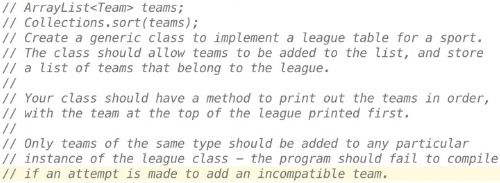 // ArrayList<Team> teams;
// Collections.sort(teams);
// Create a generic class to implement a league table for a sport.
// The class should allow teams to be added to the list, and store
// a list of teams that belong to the league.
//
// Your class should have a method to print out the teams in order,
// with the team at the top of the league printed first.
//
// Only teams of the same type should be added to any particular
// instance of the league class – the program should fail to compile
// if an attempt is made to add an incompatible team.